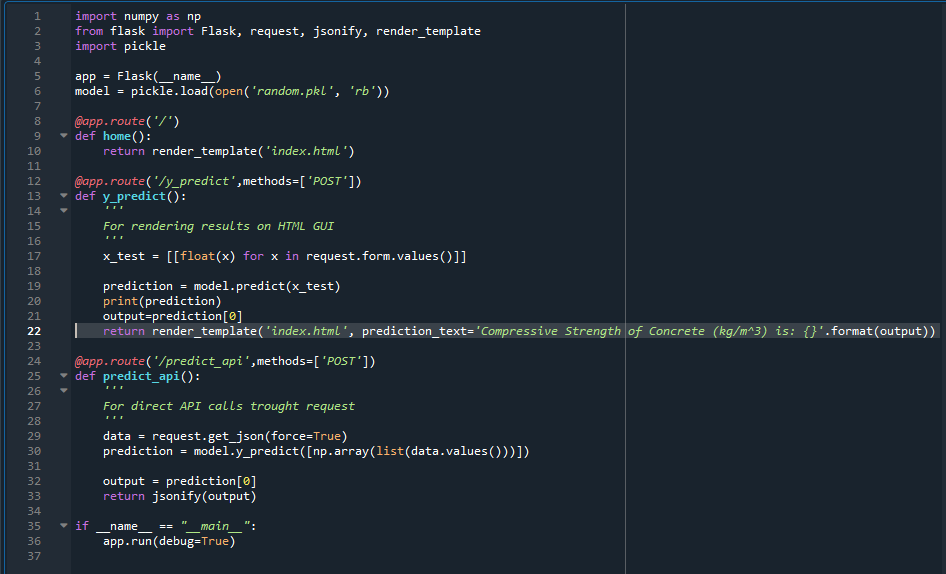 1 import numpy as np
2 from flask import Flask, request, jsonify, render_template
3 import pickle
4
5 app = Flask(__name__)
6 model = pickle.load(open('random.pkl', 'rb'))
7
8 @app.route('/')
9 def home():
10     return render_template('index.html')
11
12 @app.route('/y_predict',methods=['POST'])
13 def y_predict():
14     '''
15     For rendering results on HTML GUI
16     '''
17     x_test = [[float(x) for x in request.form.values()]]
18
19     prediction = model.predict(x_test)
20     print(prediction)
21     output=prediction[0]
22     return render_template('index.html', prediction_text='Compressive Strength of Concrete (kg/m^3) is: {}'.format(output))
23
24 @app.route('/predict_api',methods=['POST'])
25 def predict_api():
26     '''
27     For direct API calls trought request
28     '''
29     data = request.get_json(force=True)
30     prediction = model.y_predict([np.array(list(data.values()))])
31
32     output = prediction[0]
33     return jsonify(output)
34
35 if __name__ == "__main__":
36     app.run(debug=True)
37